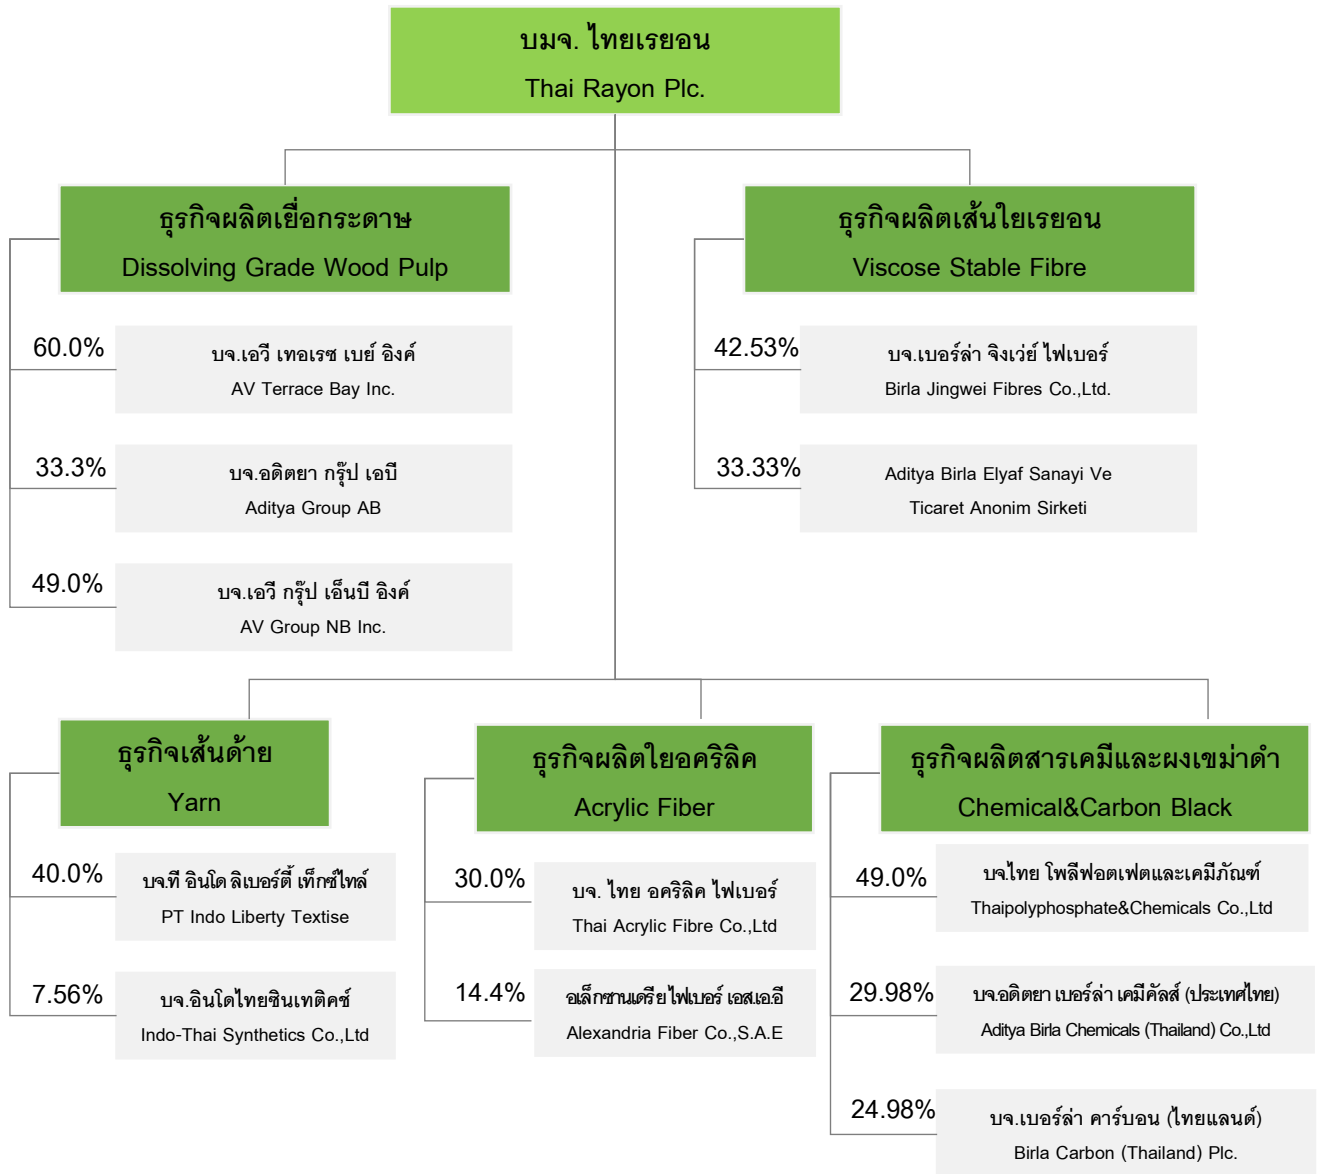 บมจ. ไทยเรยอน
Thai Rayon Plc.
ธุรกิจผลิตเยื่อกระดาษ
Dissolving Grade Wood Pulp
60.0%
บจ.เอวี เทอเรซ เบย์ อิงค์
AV Terrace Bay Inc.
33.3%
บจ.อดิตยา กรุ๊ป เอบี
Aditya Group AB
49.0%
บจ.เอวี กรุ๊ป เอ็นบี อิงค์
AV Group NB Inc.
ธุรกิจผลิตเส้นใยเรยอน
Viscose Stable Fibre
42.53%
บจ.เบอร์ล่า จิงเว่ย์ ไฟเบอร์
Birla Jingwei Fibres Co.,Ltd.
33.33%
Aditya Birla Elyaf Sanayi Ve
Ticaret Anonim Sirketi
ธุรกิจเส้นด้าย
Yarn
40.0%
บจ.ที อินโด ลิเบอร์ตี้ เท็กซ์ไทล์
PT Indo Liberty Textise
7.56%
บจ.อินโดไทยซินเทติคซ์
Indo-Thai Synthetics Co.,Ltd
ธุรกิจผลิตใยอคริลิค
Acrylic Fiber
30.0%
บจ. ไทย อคริลิค ไฟเบอร์
Thai Acrylic Fibre Co.,Ltd
14.4%
อเล็กซานเดรีย ไฟเบอร์ เอส.เอ.อี
Alexandria Fiber Co.,S.A.E
ธุรกิจผลิตสารเคมีและผงเขม่าดำ
Chemical&Carbon Black
49.0%
บจ.ไทย โพลีฟอตเฟตและเคมีภัณฑ์
Thaipolyphosphate&Chemicals Co.,Ltd
29.98%
บจ.อดิตยา เบอร์ล่า เคมีคัลส์ (ประเทศไทย)
Aditya Birla Chemicals (Thailand) Co.,Ltd
24.98%
บจ.เบอร์ล่า คาร์บอน (ไทยแลนด์)
Birla Carbon (Thailand) Plc.